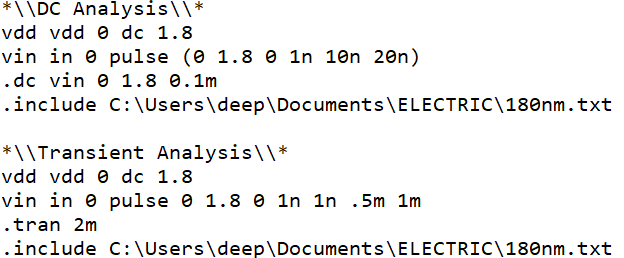 *\\DC Analysis\\*
vdd vdd 0 dc 1.8
vin in 0 pulse (0 1.8 0 1n 10n 20n)
.dc vin 0 1.8 0.1m
.include C:\Users\deep\Documents\ELECTRIC\180nm.txt
*\\Transient Analysis\\*
vdd vdd 0 dc 1.8
vin in 0 pulse 0 1.8 0 1n 1n .5m 1m
.tran 2m
.include C:\Users\deep\Documents\ELECTRIC\180nm.txt